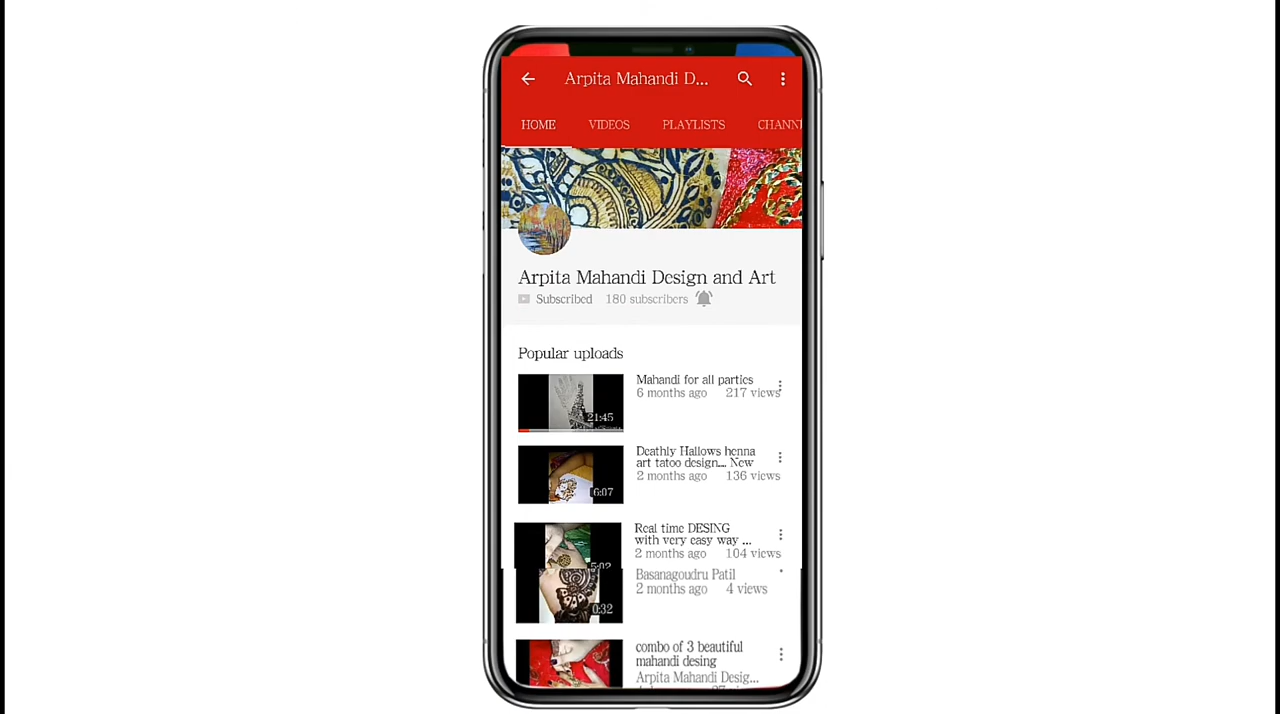 Arpita Mahandi D...
HOME VIDEOS PLAYLISTS CHANN
Arpita Mahandi Design and Art
Subscribed 180 subscribers
Popular uploads
Mahandi for all parties
6 months ago 217 views
21:45
Deathly Hallows henna
art tatoo design.... New
2 months ago 136 views
6:07
Real time DESING
with very easy way ...
2 months ago 104 views
Basanagoudru Patil
2 months ago 4 views
0:32
combo of 3 beautiful
mahandi desing
Arpita Mahandi Desig...